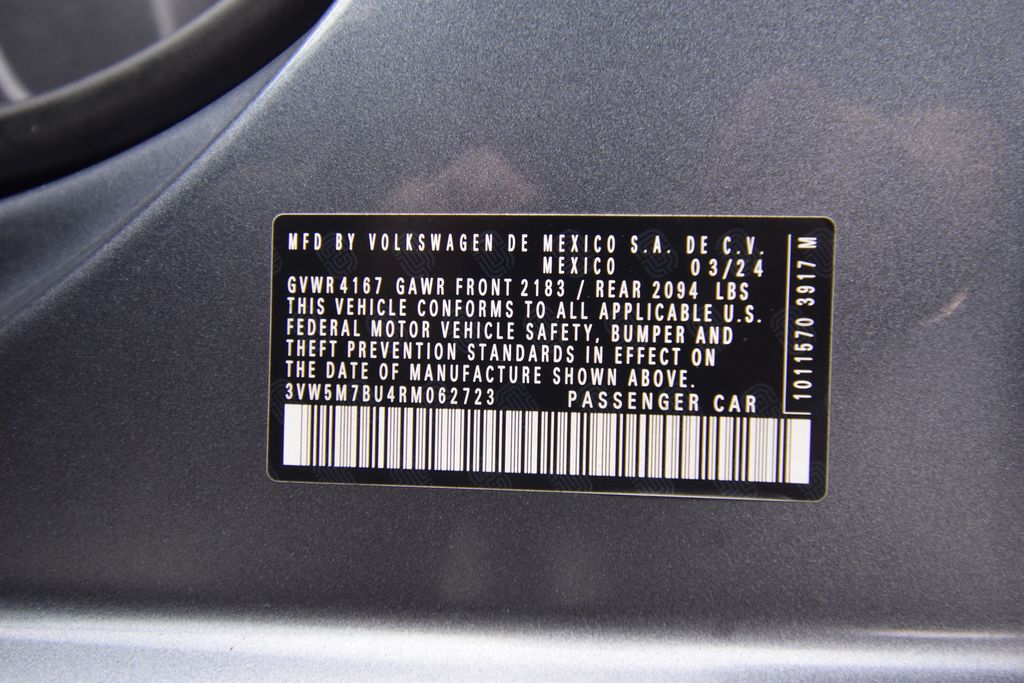 MFD BY VOLKSWAGEN DE MEXICO S.A. DE C.V.
MEXICO 03/24
GVWR 4167 GAWR FRONT 2183 / REAR 2094 LBS
THIS VEHICLE CONFORMS TO ALL APPLICABLE U.S.
FEDERAL MOTOR VEHICLE SAFETY, BUMPER AND
THEFT PREVENTION STANDARDS IN EFFECT ON
THE DATE OF MANUFACTURE SHOWN ABOVE.
3VW5M7BU4RM062723 PASSENGER CAR
1011570 3917 M